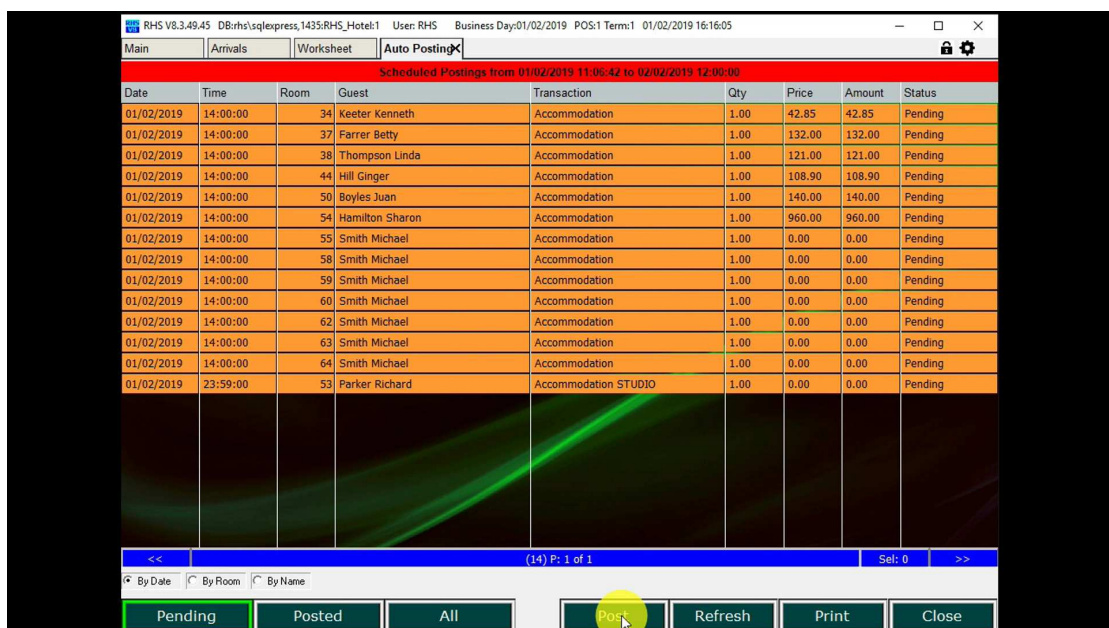 RHS V8.3.49.45 DB:rhs\sqlexpress,1435:RHS_Hotel:1 User: RHS Business Day:01/02/2019 POS:1 Term:1 01/02/2019 16:16:05
Main Arrivals Worksheet Auto Posting
Scheduled Postings from 01/02/2019 11:06:42 to 02/02/2019 12:00:00
Date Time Room Guest Transaction Qty Price Amount Status
01/02/2019 14:00:00 34 Keeter Kenneth Accommodation 1.00 42.85 42.85 Pending
01/02/2019 14:00:00 37 Farrer Betty Accommodation 1.00 132.00 132.00 Pending
01/02/2019 14:00:00 38 Thompson Linda Accommodation 1.00 121.00 121.00 Pending
01/02/2019 14:00:00 44 Hill Ginger Accommodation 1.00 108.90 108.90 Pending
01/02/2019 14:00:00 50 Boyles Juan Accommodation 1.00 140.00 140.00 Pending
01/02/2019 14:00:00 54 Hamilton Sharon Accommodation 1.00 960.00 960.00 Pending
01/02/2019 14:00:00 55 Smith Michael Accommodation 1.00 0.00 0.00 Pending
01/02/2019 14:00:00 58 Smith Michael Accommodation 1.00 0.00 0.00 Pending
01/02/2019 14:00:00 59 Smith Michael Accommodation 1.00 0.00 0.00 Pending
01/02/2019 14:00:00 60 Smith Michael Accommodation 1.00 0.00 0.00 Pending
01/02/2019 14:00:00 62 Smith Michael Accommodation 1.00 0.00 0.00 Pending
01/02/2019 14:00:00 63 Smith Michael Accommodation 1.00 0.00 0.00 Pending
01/02/2019 14:00:00 64 Smith Michael Accommodation 1.00 0.00 0.00 Pending
01/02/2019 23:59:00 53 Parker Richard Accommodation STUDIO 1.00 0.00 0.00 Pending
<< (14) P: 1 of 1 Sel: 0 >>
By Date By Room By Name
Pending Posted All Post Refresh Print Close